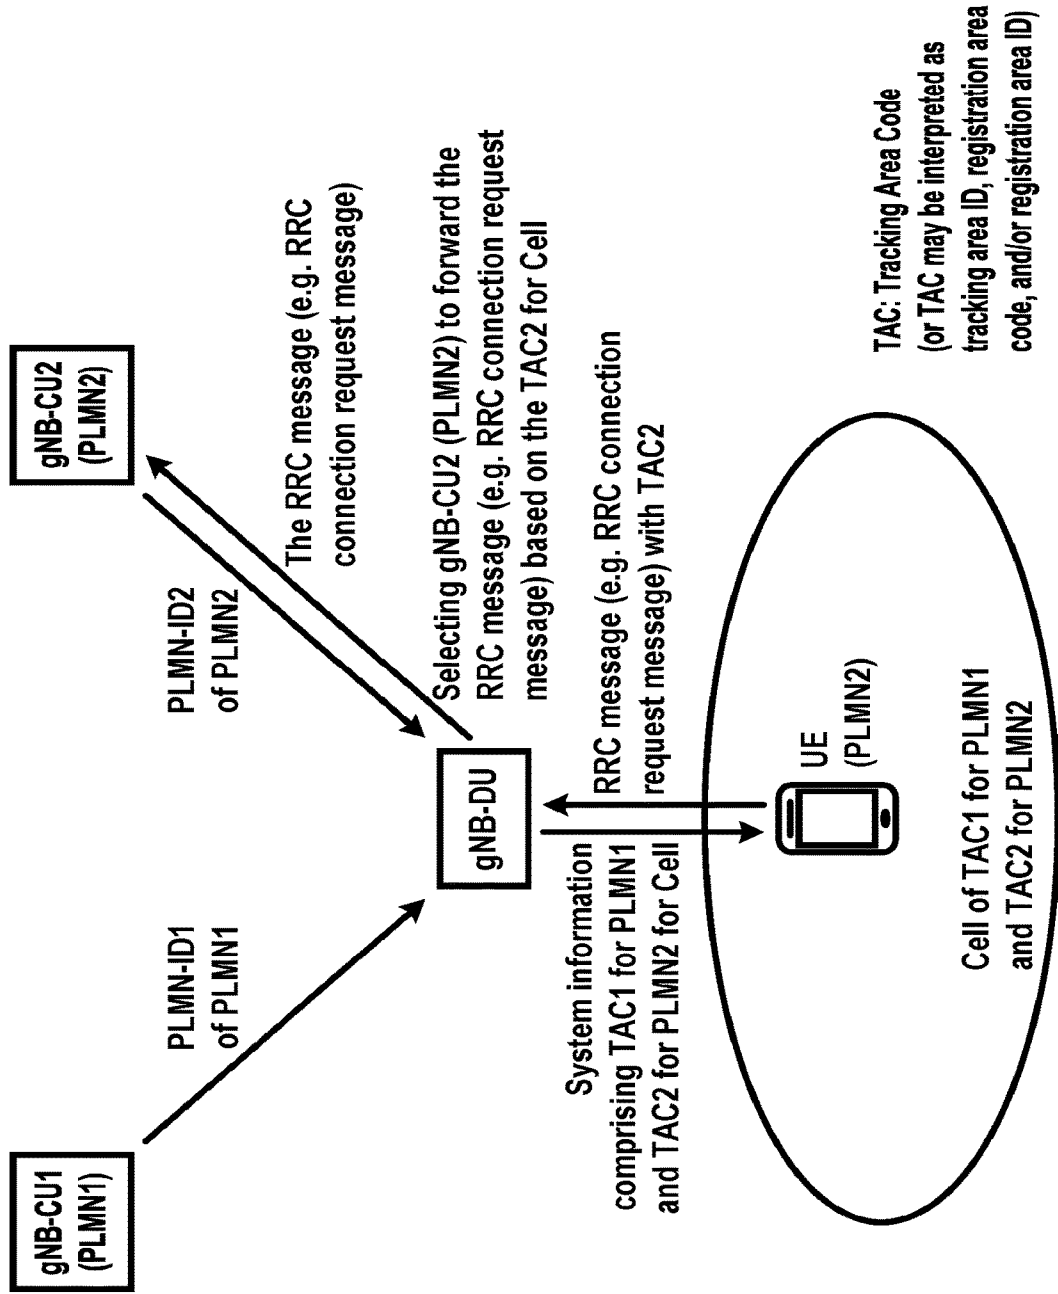 gNB-CU1
(PLMN1)
gNB-CU2
(PLMN2)
PLMN-ID1
of PLMN1
PLMN-ID2
of PLMN2
The RRC message (e.g. RRC
connection request message)
gNB-DU
Selecting gNB-CU2 (PLMN2) to forward the
RRC message (e.g. RRC connection request
message) based on the TAC2 for Cell
System information
comprising TAC1 for PLMN1
and TAC2 for PLMN2 for Cell
RRC message (e.g. RRC connection
request message) with TAC2
UE
(PLMN2)
Cell of TAC1 for PLMN1
and TAC2 for PLMN2
TAC: Tracking Area Code
(or TAC may be interpreted as
tracking area ID, registration area
code, and/or registration area ID)